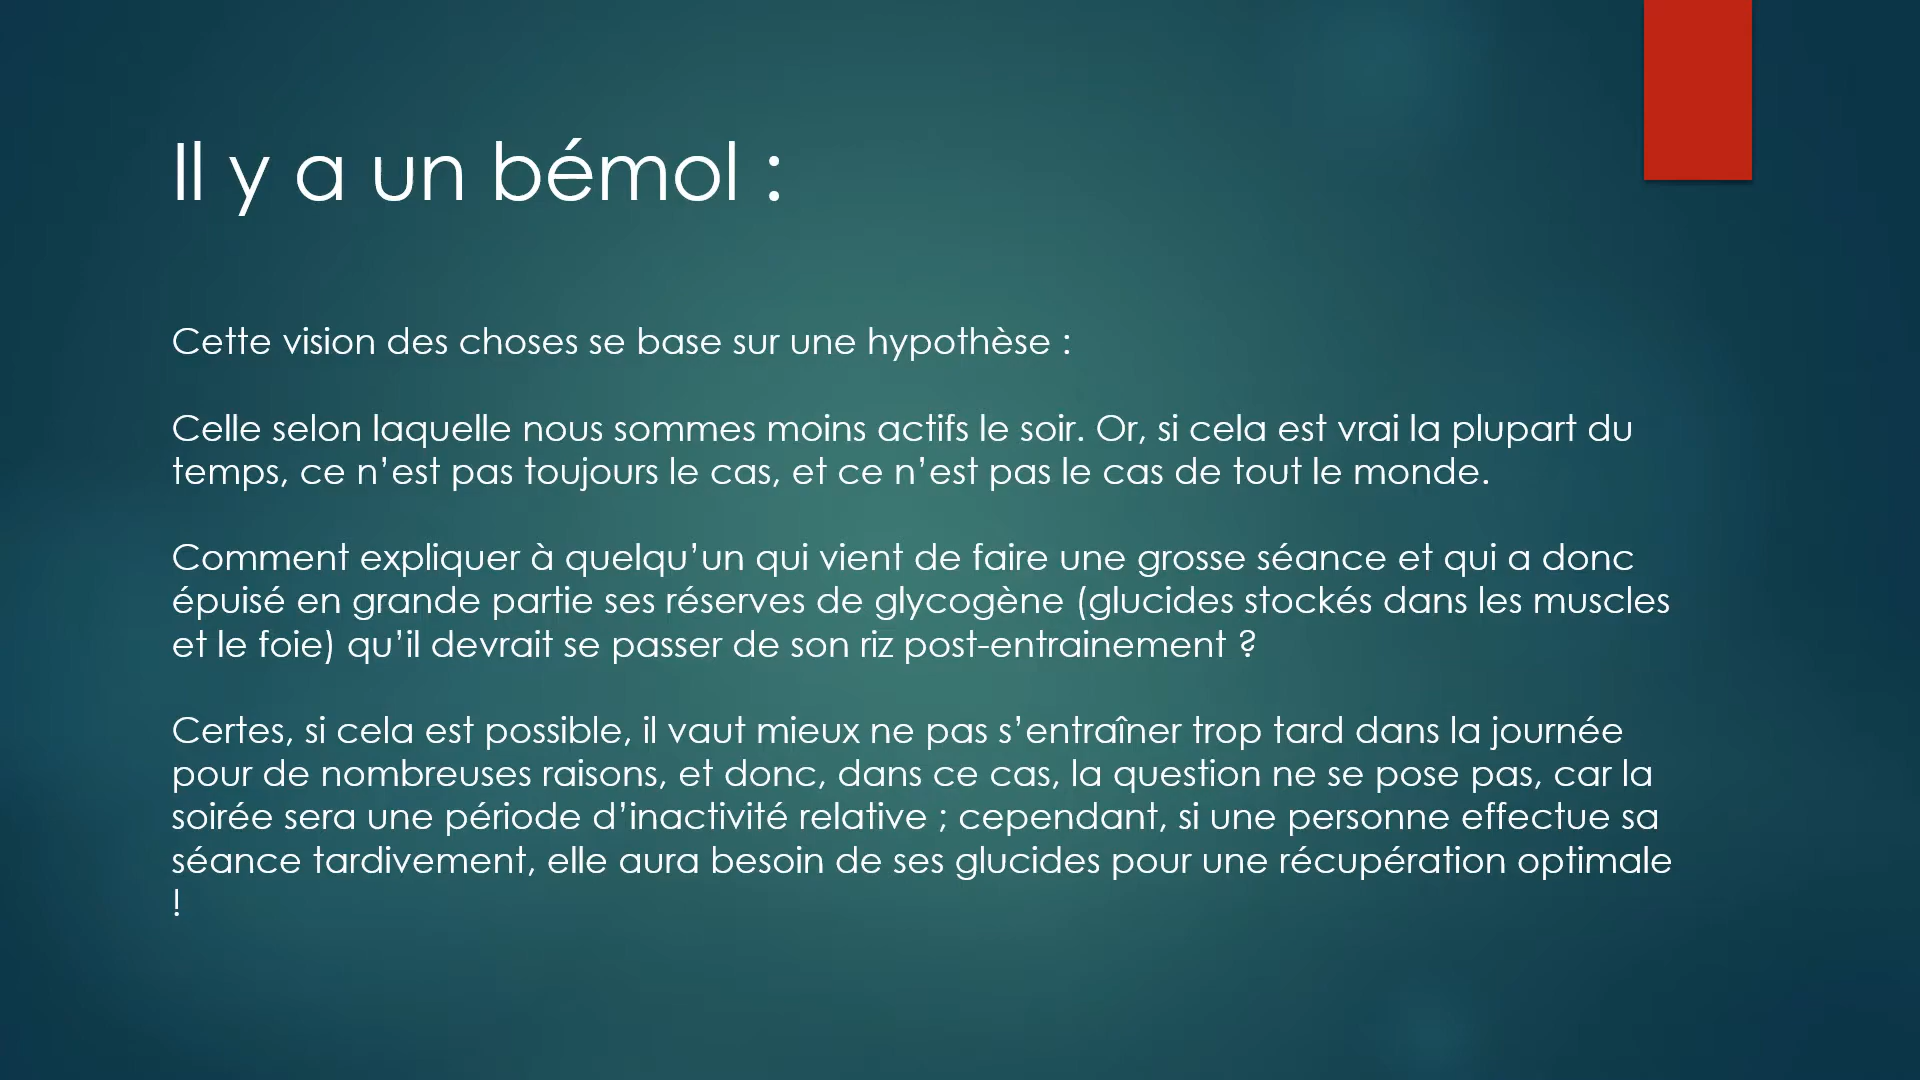 Il y a un bémol :
Cette vision des choses se base sur une hypothèse :
Celle selon laquelle nous sommes moins actifs le soir. Or, si cela est vrai la plupart du
temps, ce n’est pas toujours le cas, et ce n’est pas le cas de tout le monde.
Comment expliquer à quelqu’un qui vient de faire une grosse séance et qui a donc
épuisé en grande partie ses réserves de glycogène (glucides stockés dans les muscles
et le foie) qu’il devrait se passer de son riz post-entrainement ?
Certes, si cela est possible, il vaut mieux ne pas s’entraîner trop tard dans la journée
pour de nombreuses raisons, et donc, dans ce cas, la question ne se pose pas, car la
soirée sera une période d’inactivité relative ; cependant, si une personne effectue sa
séance tardivement, elle aura besoin de ses glucides pour une récupération optimale
!